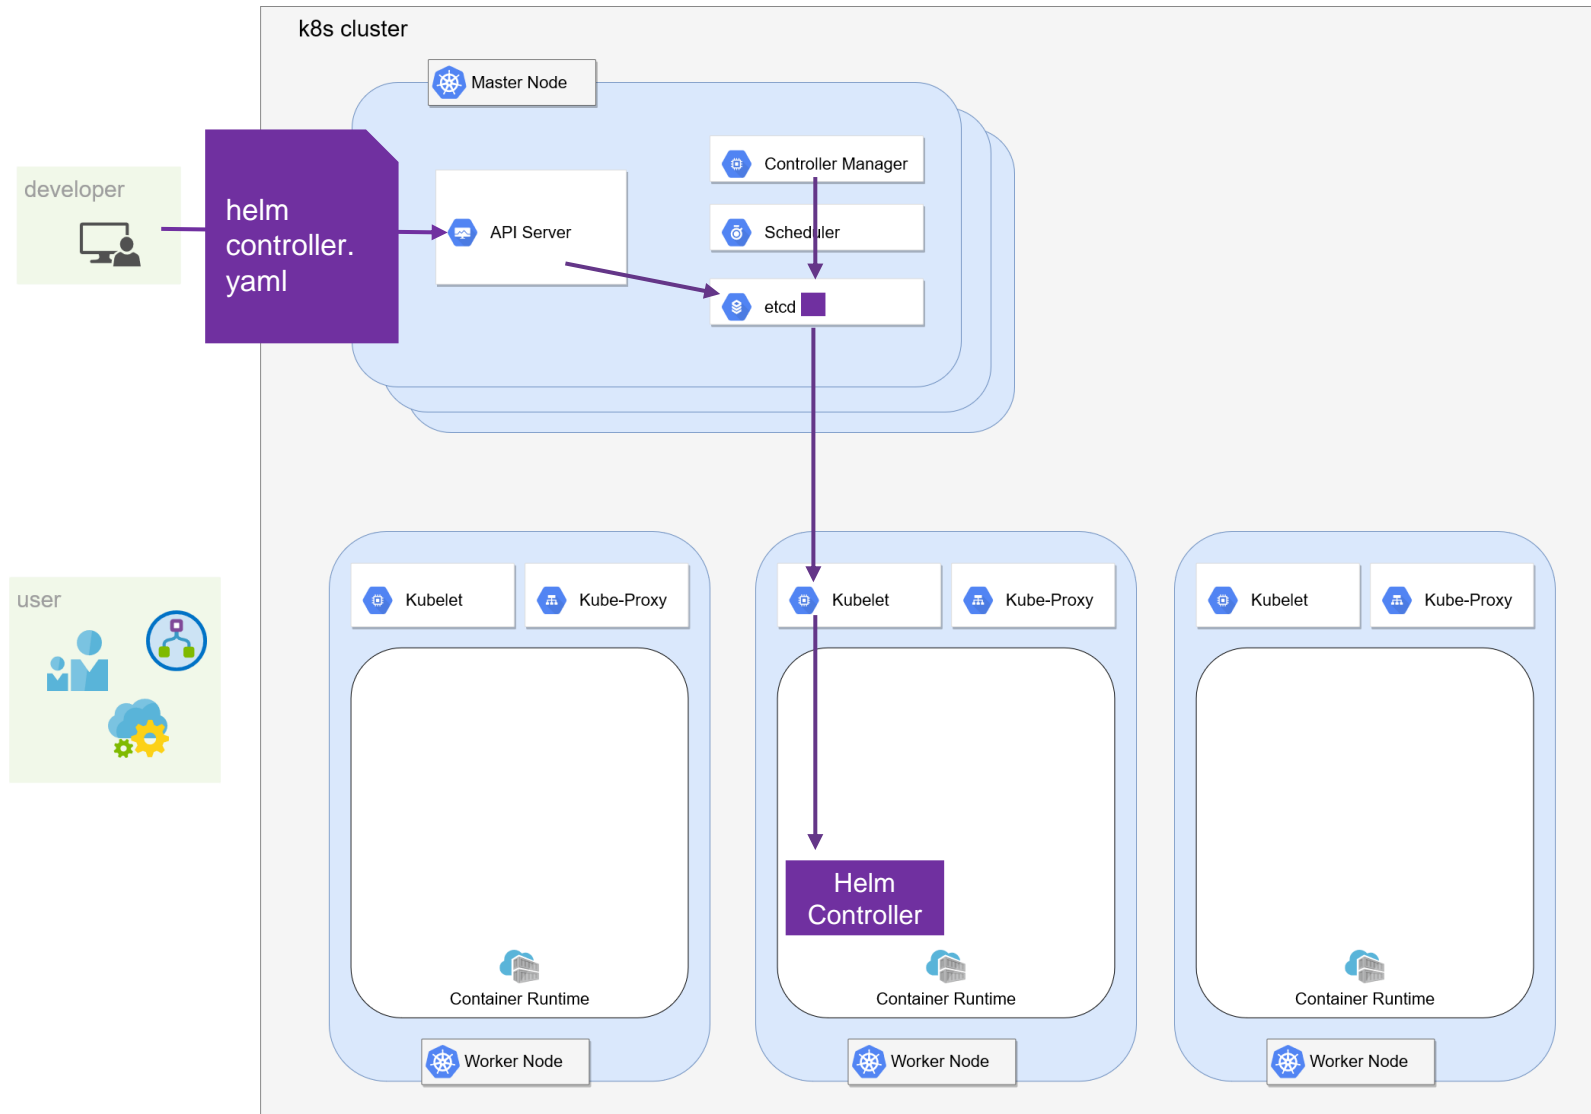 k8s cluster
Master Node
developer
helm
controller.
yaml
API Server
Controller Manager
Scheduler
etcd
user
Kubelet
Kube-Proxy
Container Runtime
Worker Node
Kubelet
Kube-Proxy
Helm
Controller
Container Runtime
Worker Node
Kubelet
Kube-Proxy
Container Runtime
Worker Node